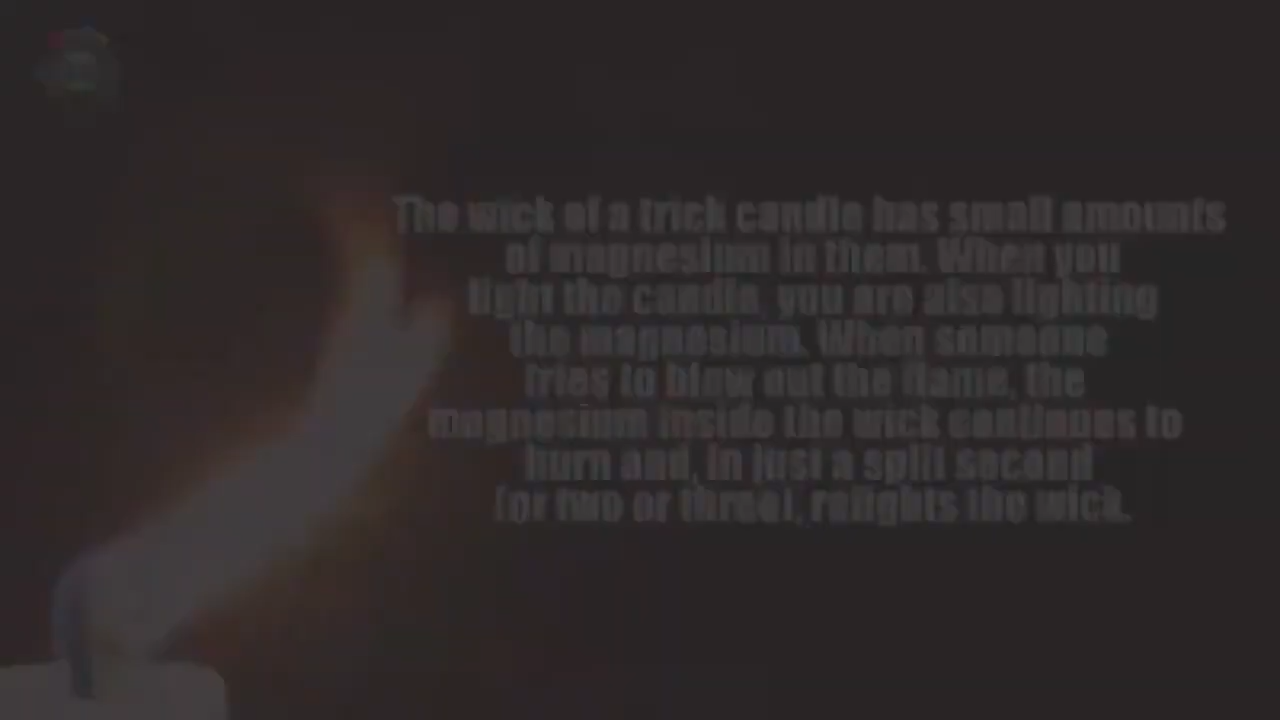 The wick of a trick candle has small amounts
of magnesium in them. When you
light the candle, you are also lighting
the magnesium. When someone
tries to blow out the flame, the
magnesium inside the wick continues to
burn and, in just a split second
(or two or three), relights the wick.